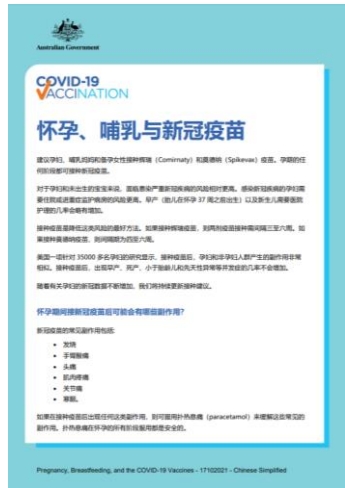 Australian Government
COVID-19
VACCINATION
怀孕、哺乳与新冠疫苗
建议孕妇、哺乳妈妈和备孕女性接种辉瑞（Comirnaty）和莫德纳（Spikevax）疫苗。孕期的任
何阶段都可接种新冠疫苗。
对于孕妇和未出生的宝宝来说，面临患严重新冠疾病的风险相对更高。感染新冠疾病的孕妇需
要住院或进重症监护病房的风险更高。早产（胎儿在怀孕 37 周之前出生）以及新生儿需要医院
护理的几率会略有增加。
接种疫苗是降低这类风险的最好方法。如果接种辉瑞疫苗，则两剂疫苗接种需间隔三至六周。如
果接种莫德纳疫苗，则间隔期为四至六周。
美国一项针对 35000 多名孕妇的研究显示，接种疫苗后，孕妇和非孕妇人群产生的副作用非常
相似。接种疫苗后，出现早产、死产、小于胎龄儿和先天性异常等并发症的几率不会增加。
随着有关孕妇的新冠数据不断增加，我们将持续更新接种建议。
怀孕期间接种新冠疫苗后可能会有哪些副作用？
新冠疫苗的常见副作用包括:
• 发烧
• 手臂酸痛
• 头痛
• 肌肉疼痛
• 关节痛
• 寒颤。
如果在接种疫苗后出现任何这类副作用，则可服用扑热息痛（paracetamol）来缓解这些常见的
副作用。扑热息痛在怀孕的所有阶段服用都是安全的。
Pregnancy, Breastfeeding, and the COVID-19 Vaccines - 17102021 - Chinese Simplified